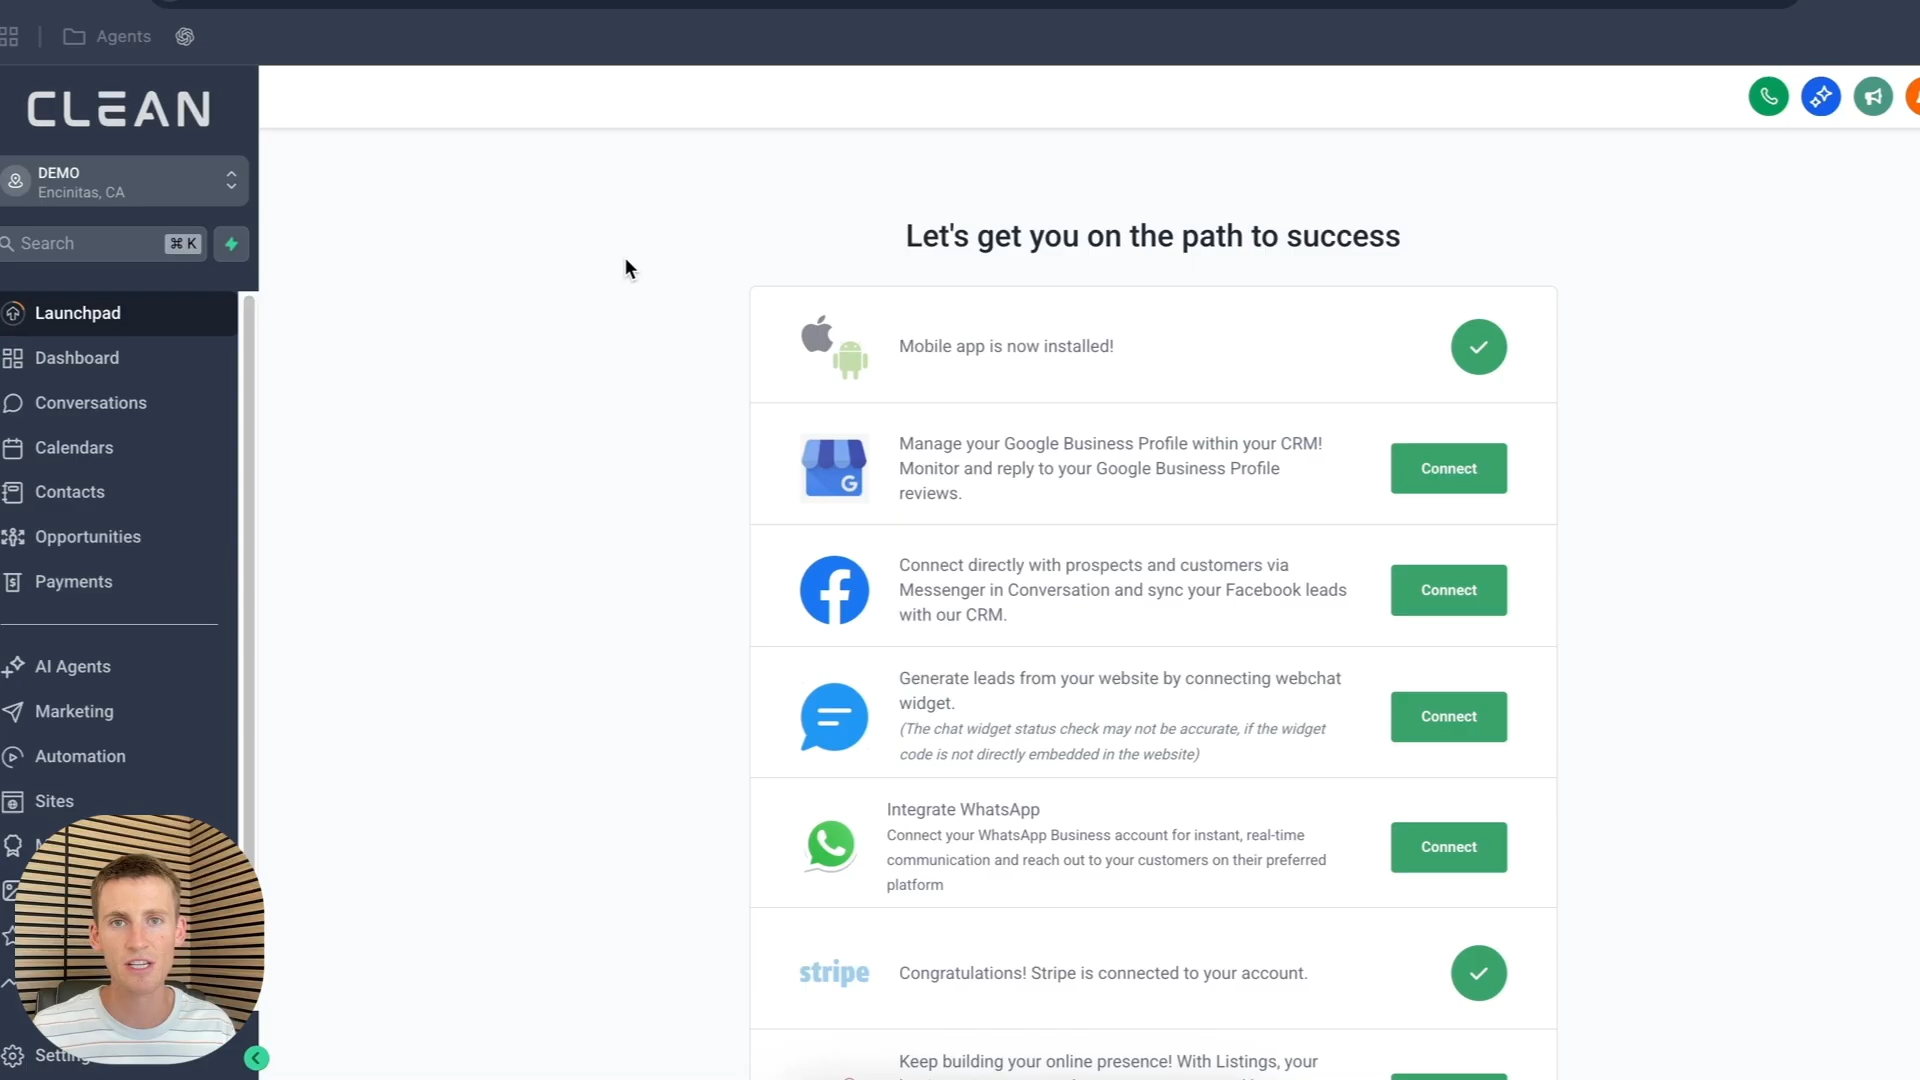 Agents
CLEAN
DEMO
Encinitas, CA
Search
⌘ K
Launchpad
Dashboard
Conversations
Calendars
Contacts
Opportunities
Payments
AI Agents
Marketing
Automation
Sites
Let's get you on the path to success
Mobile app is now installed!
Manage your Google Business Profile within your CRM!
Monitor and reply to your Google Business Profile
reviews.
Connect
Connect directly with prospects and customers via
Messenger in Conversation and sync your Facebook leads
with our CRM.
Connect
Generate leads from your website by connecting webchat
widget.
(The chat widget status check may not be accurate, if the widget
code is not directly embedded in the website)
Connect
Integrate WhatsApp
Connect your WhatsApp Business account for instant, real-time
communication and reach out to your customers on their preferred
platform
Connect
stripe
Congratulations! Stripe is connected to your account.
Keep building your online presence! With Listings, your